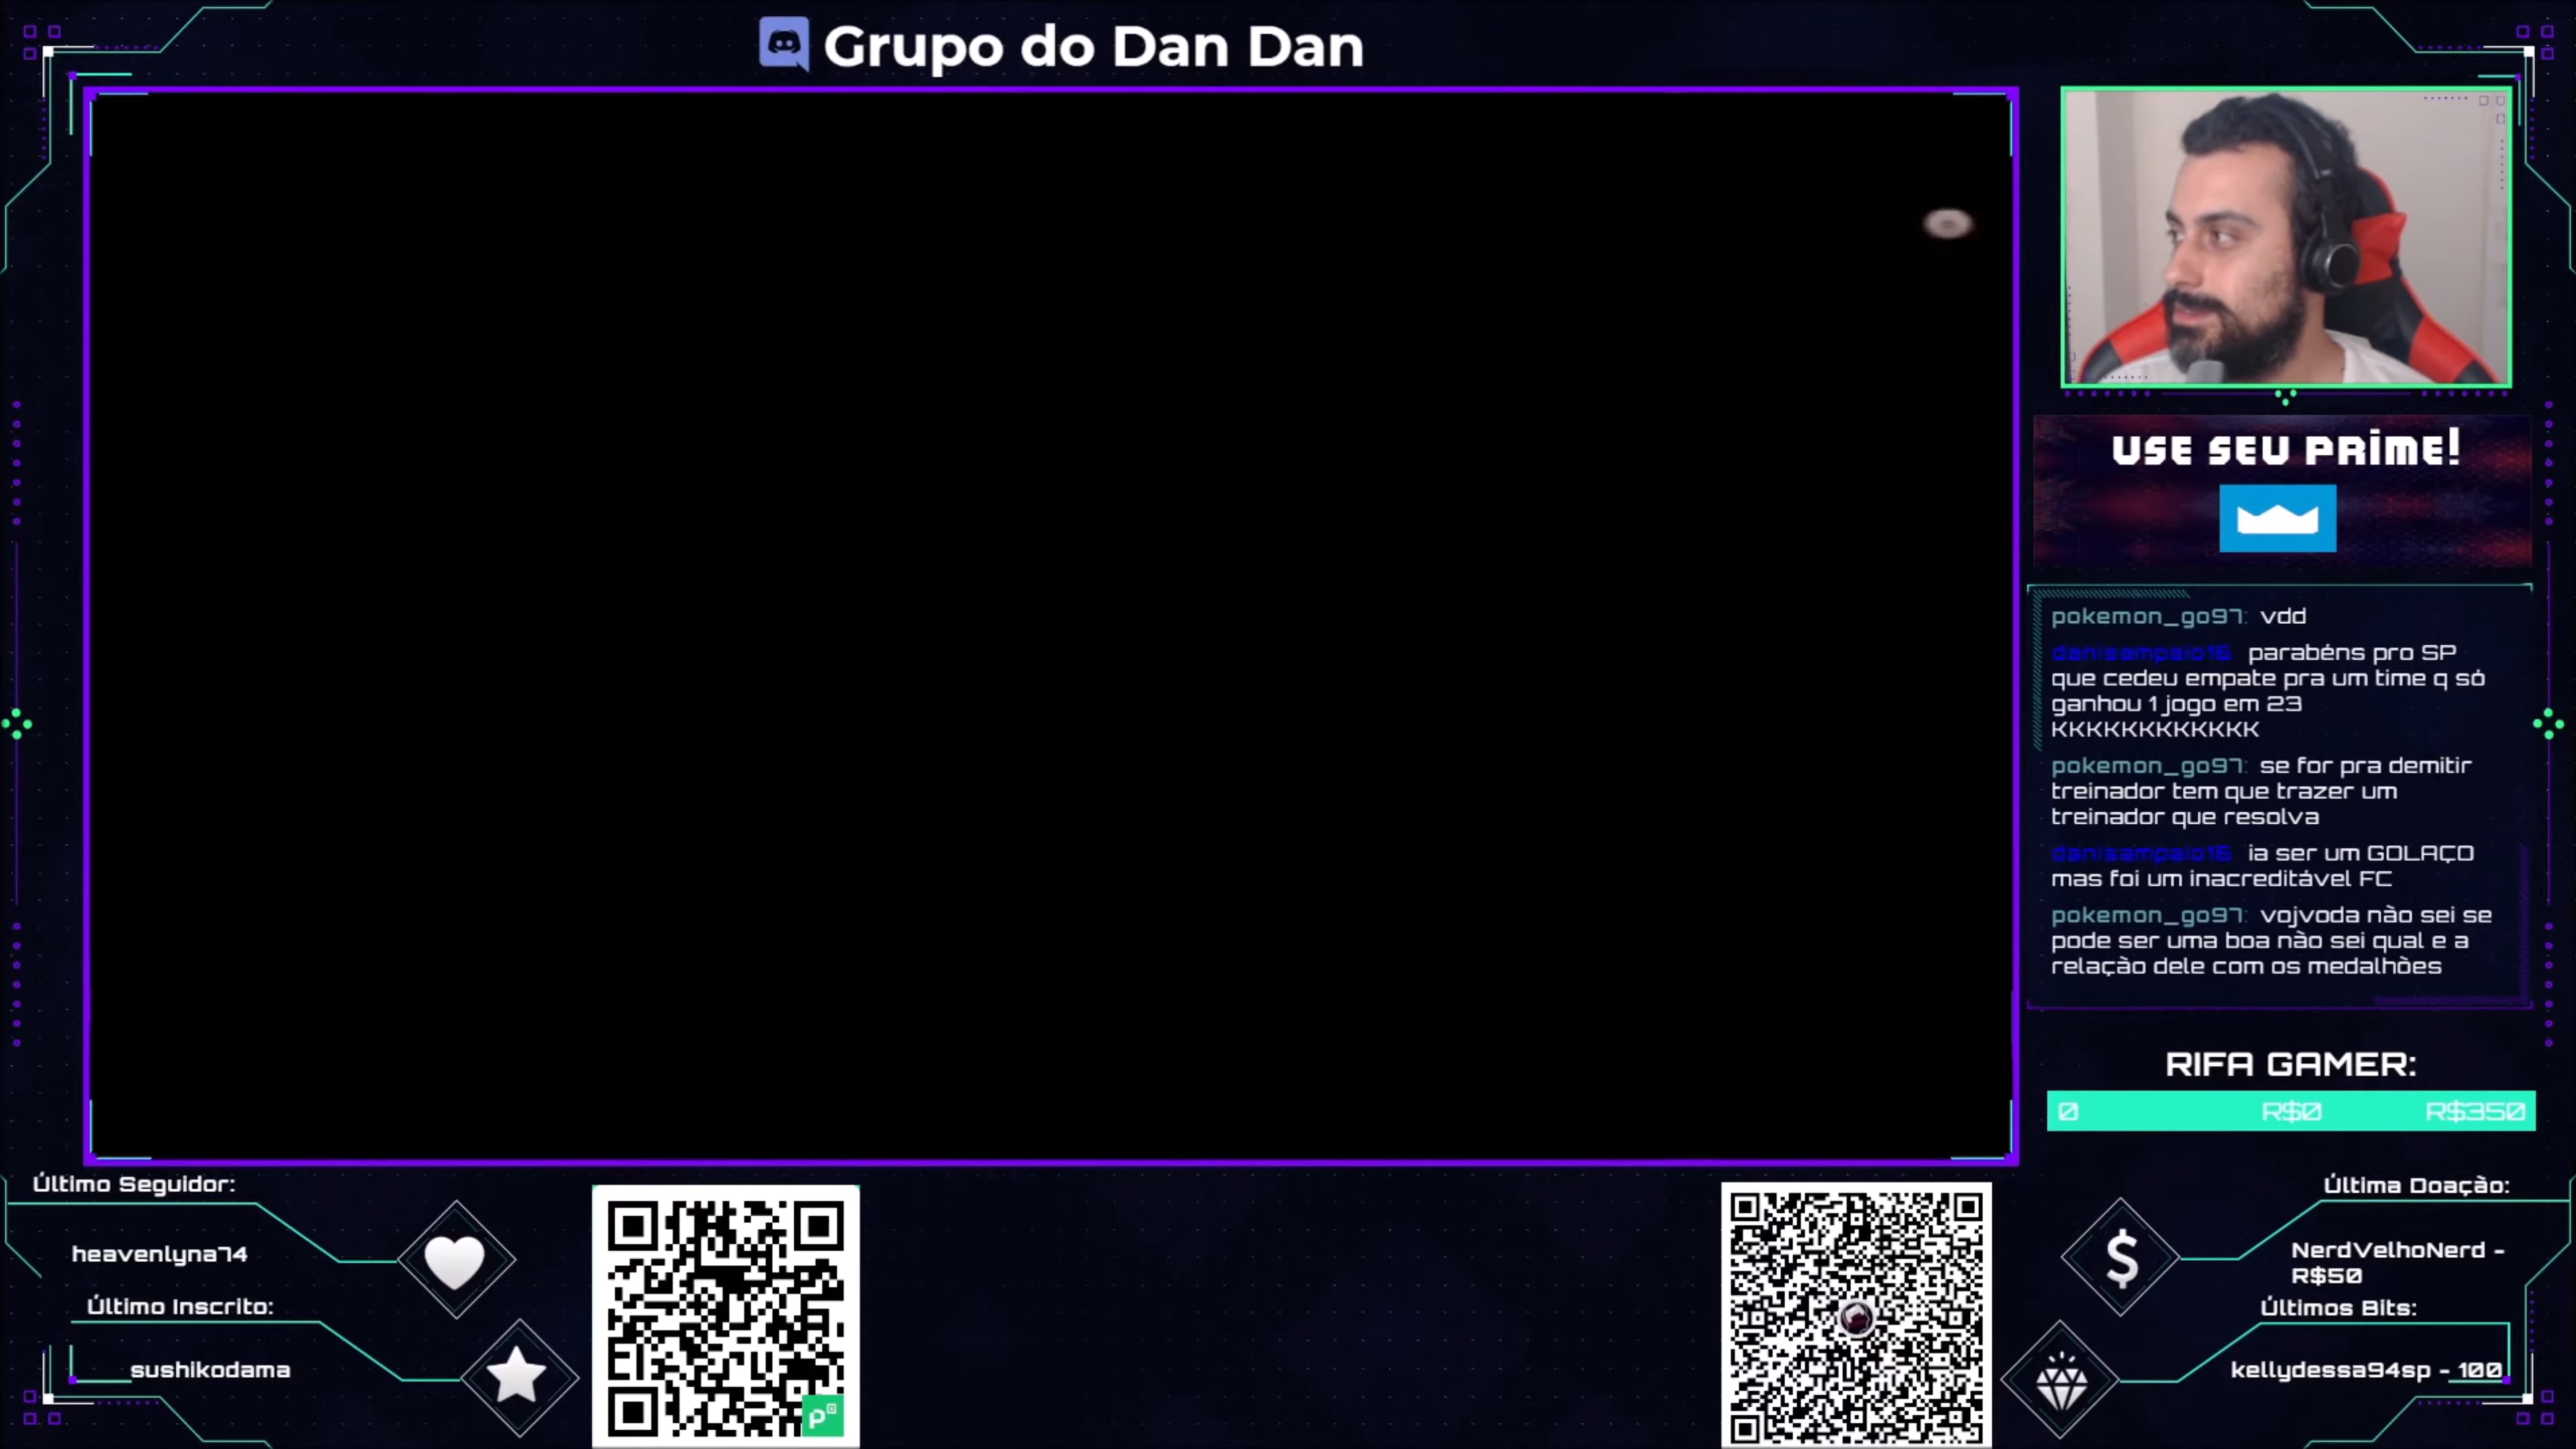 Grupo do Dan Dan
USE SEU PRIME!
pokemon_go97: vdd
danisampaio16 parabéns pro SP
que cedeu empate pra um time q só
ganhou 1 jogo em 23
KKKKKKKKKKKK
pokemon_go97: se for pra demitir
treinador tem que trazer um
treinador que resolva
danisampaio16 ia ser um GOLAÇO
mas foi um inacreditável FC
pokemon_go97: vojvoda não sei se
pode ser uma boa não sei qual e a
relação dele com os medalhões
RIFA GAMER:
0 R$0 R$350
Último Seguidor:
heavenlyna74
Último Inscrito:
sushikodama
Última Doação:
NerdVelhoNerd -
R$50
Últimos Bits:
kellydessa94sp - 100